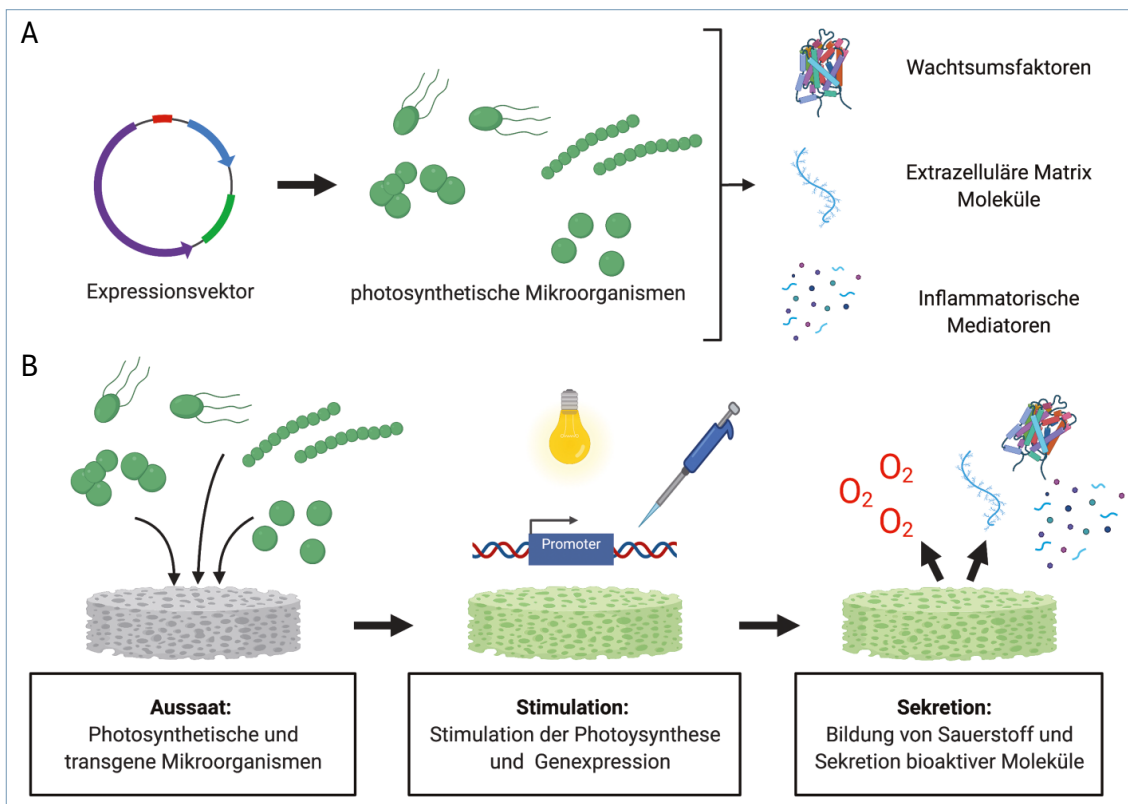 A
Wachtsumsfaktoren
Extrazelluläre Matrix
Moleküle
Inflammatorische
Mediatoren
Expressionsvektor
photosynthetische Mikroorganismen
B
Promoter
O₂
O₂
O₂
Aussaat:
Photosynthetische und
transgene Mikroorganismen
Stimulation:
Stimulation der Photoysynthese
und Genexpression
Sekretion:
Bildung von Sauerstoff und
Sekretion bioaktiver Moleküle